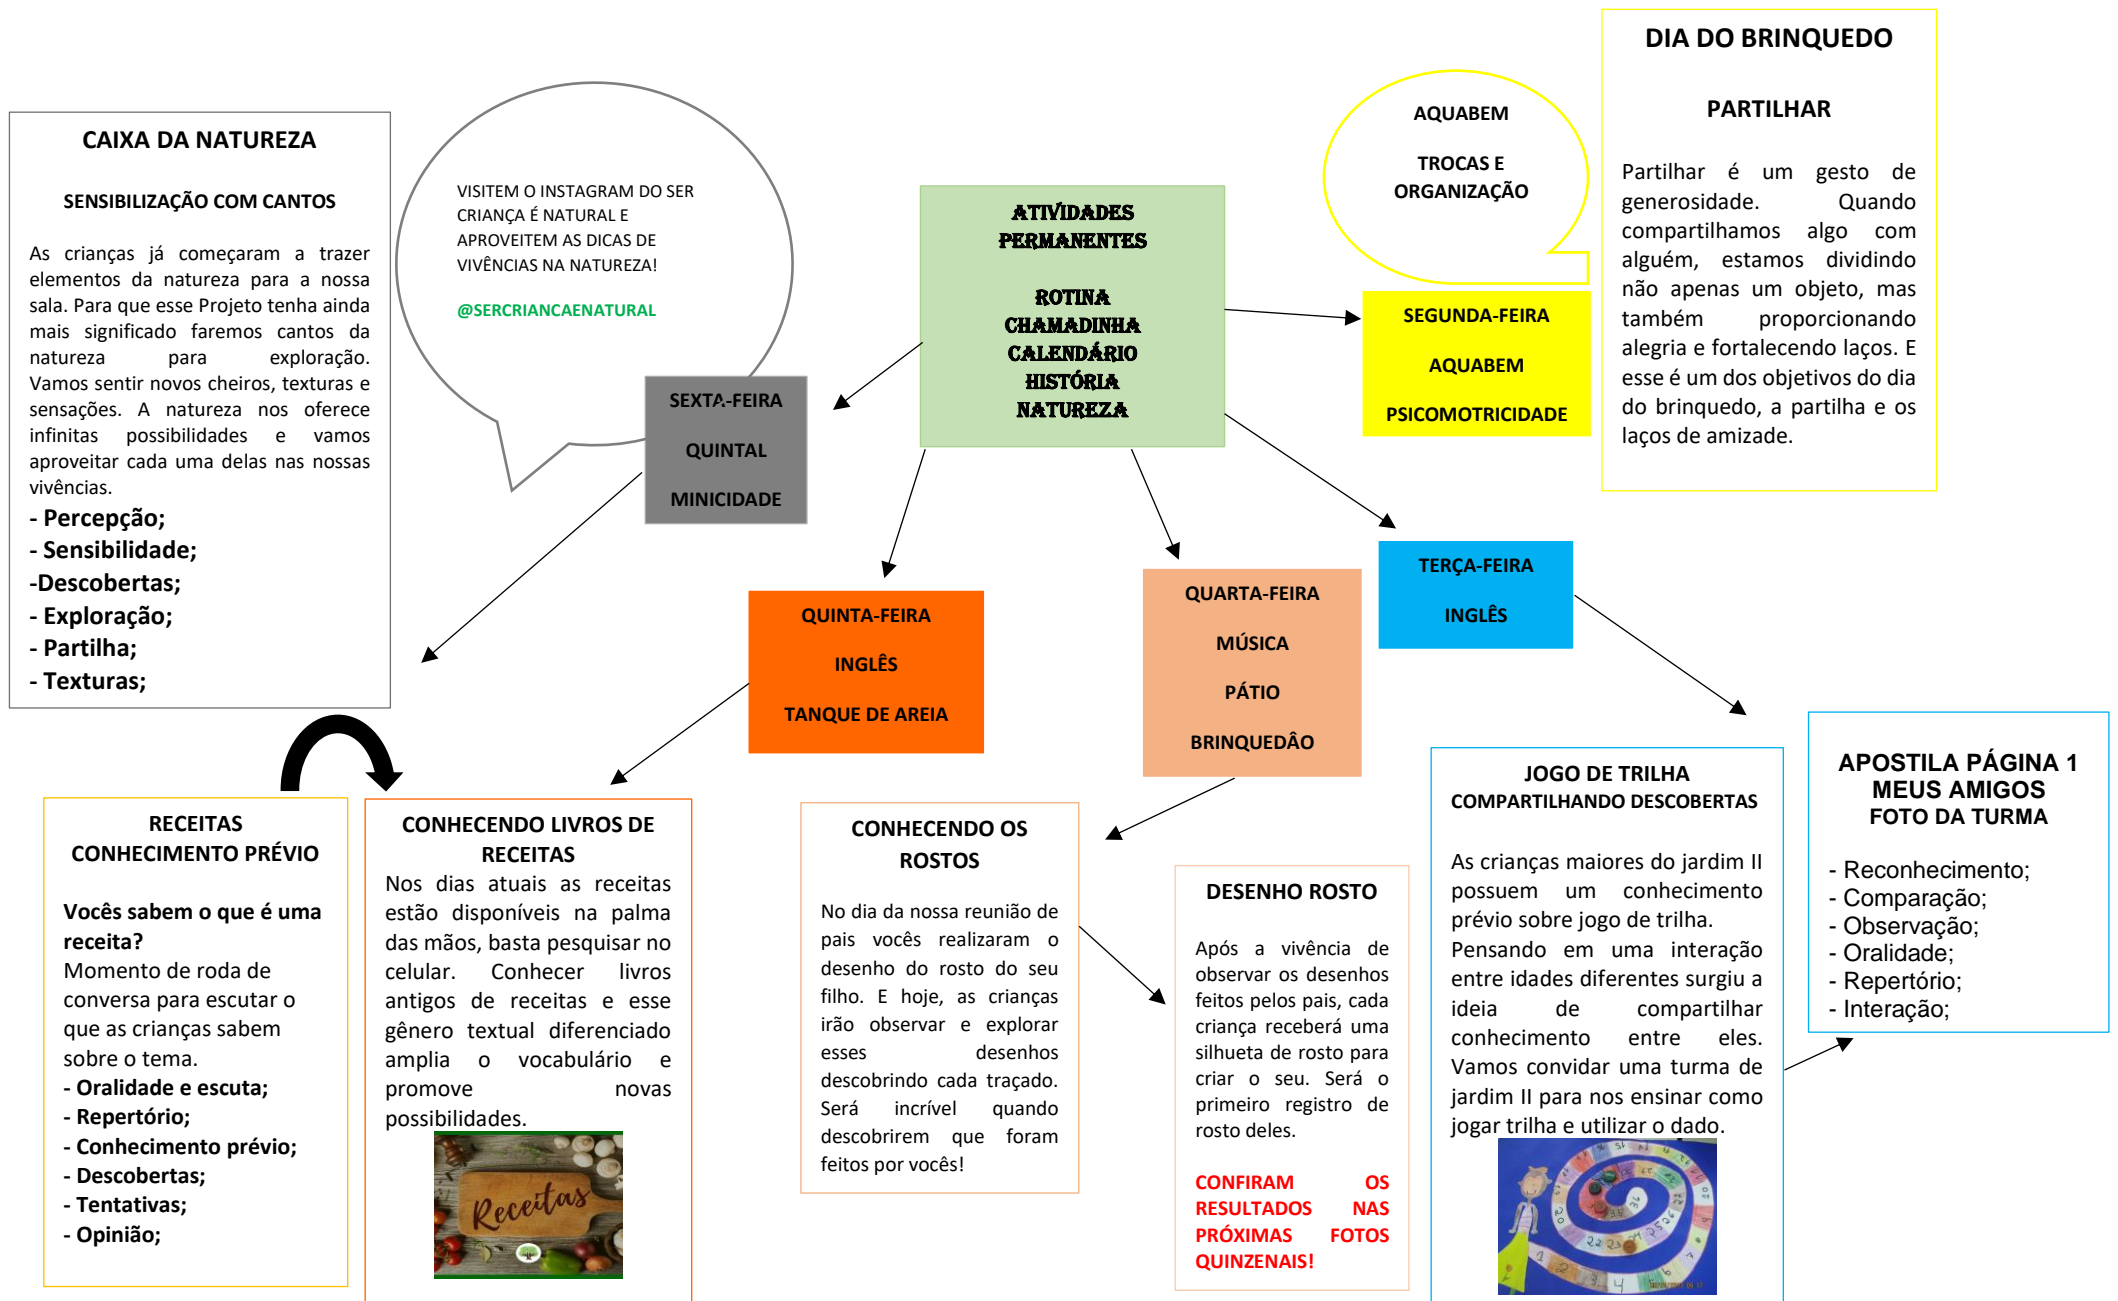 DIA DO BRINQUEDO
PARTILHAR
Partilhar é um gesto de
generosidade. Quando
compartilhamos algo com
alguém, estamos dividindo
não apenas um objeto, mas
também proporcionando
alegria e fortalecendo laços. E
esse é um dos objetivos do dia
do brinquedo, a partilha e os
laços de amizade.
AQUABEM
TROCAS E
ORGANIZAÇÃO
CAIXA DA NATUREZA
SENSIBILIZAÇÃO COM CANTOS
As crianças já começaram a trazer
elementos da natureza para a nossa
sala. Para que esse Projeto tenha ainda
mais significado faremos cantos da
natureza para exploração.
Vamos sentir novos cheiros, texturas e
sensações. A natureza nos oferece
infinitas possibilidades e vamos
aproveitar cada uma delas nas nossas
vivências.
- Percepção;
- Sensibilidade;
-Descobertas;
- Exploração;
- Partilha;
- Texturas;
VISITEM O INSTAGRAM DO SER
CRIANÇA É NATURAL E
APROVEITEM AS DICAS DE
VIVÊNCIAS NA NATUREZA!
@SERCRIANCAENATURAL
ATIVIDADES
PERMANENTES
ROTINA
CHAMADINHA
CALENDÁRIO
HISTÓRIA
NATUREZA
SEGUNDA-FEIRA
AQUABEM
PSICOMOTRICIDADE
SEXTA-FEIRA
QUINTAL
MINICIDADE
QUINTA-FEIRA
INGLÊS
TANQUE DE AREIA
QUARTA-FEIRA
MÚSICA
PÁTIO
BRINQUEDÂO
TERÇA-FEIRA
INGLÊS
RECEITAS
CONHECIMENTO PRÉVIO
Vocês sabem o que é uma
receita?
Momento de roda de
conversa para escutar o
que as crianças sabem
sobre o tema.
- Oralidade e escuta;
- Repertório;
- Conhecimento prévio;
- Descobertas;
- Tentativas;
- Opinião;
CONHECENDO LIVROS DE
RECEITAS
Nos dias atuais as receitas
estão disponíveis na palma
das mãos, basta pesquisar no
celular. Conhecer livros
antigos de receitas e esse
gênero textual diferenciado
amplia o vocabulário e
promove novas
possibilidades.
Receitas
CONHECENDO OS
ROSTOS
No dia da nossa reunião de
pais vocês realizaram o
desenho do rosto do seu
filho. E hoje, as crianças
irão observar e explorar
esses desenhos
descobrindo cada traçado.
Será incrível quando
descobrirem que foram
feitos por vocês!
DESENHO ROSTO
Após a vivência de
observar os desenhos
feitos pelos pais, cada
criança receberá uma
silhueta de rosto para
criar o seu. Será o
primeiro registro de
rosto deles.
CONFIRAM OS
RESULTADOS NAS
PRÓXIMAS FOTOS
QUINZENAIS!
JOGO DE TRILHA
COMPARTILHANDO DESCOBERTAS
As crianças maiores do jardim II
possuem um conhecimento
prévio sobre jogo de trilha.
Pensando em uma interação
entre idades diferentes surgiu a
ideia de compartilhar
conhecimento entre eles.
Vamos convidar uma turma de
jardim II para nos ensinar como
jogar trilha e utilizar o dado.
APOSTILA PÁGINA 1
MEUS AMIGOS
FOTO DA TURMA
- Reconhecimento;
- Comparação;
- Observação;
- Oralidade;
- Repertório;
- Interação;